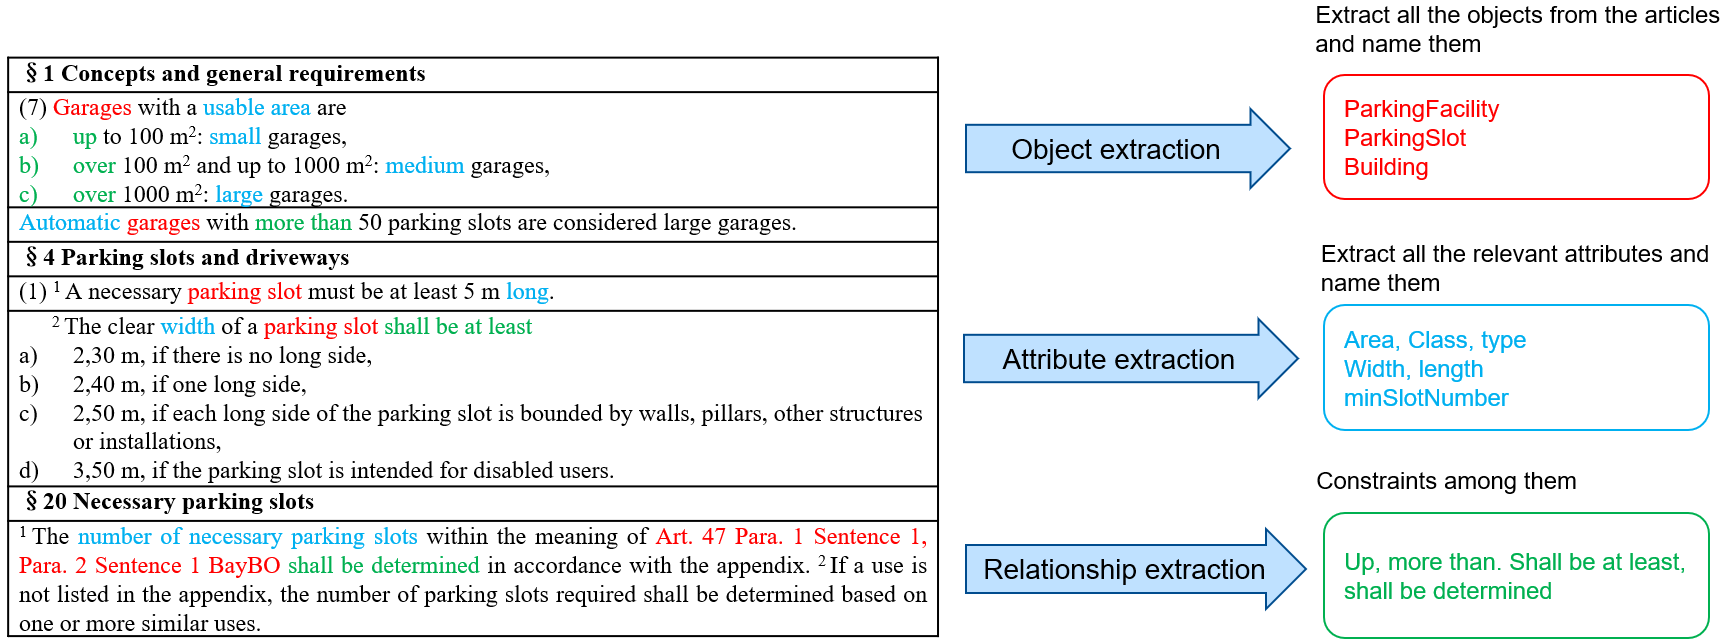 § 1 Concepts and general requirements
(7) Garages with a usable area are
a) up to 100 m²: small garages,
b) over 100 m² and up to 1000 m²: medium garages,
c) over 1000 m²: large garages.
Automatic garages with more than 50 parking slots are considered large garages.
§ 4 Parking slots and driveways
(1) ¹ A necessary parking slot must be at least 5 m long.
² The clear width of a parking slot shall be at least
a) 2,30 m, if there is no long side,
b) 2,40 m, if one long side,
c) 2,50 m, if each long side of the parking slot is bounded by walls, pillars, other structures
or installations,
d) 3,50 m, if the parking slot is intended for disabled users.
§ 20 Necessary parking slots
¹ The number of necessary parking slots within the meaning of Art. 47 Para. 1 Sentence 1,
Para. 2 Sentence 1 BayBO shall be determined in accordance with the appendix. ² If a use is
not listed in the appendix, the number of parking slots required shall be determined based on
one or more similar uses.
Object extraction
Extract all the objects from the articles
and name them
ParkingFacility
ParkingSlot
Building
Attribute extraction
Extract all the relevant attributes and
name them
Area, Class, type
Width, length
minSlotNumber
Relationship extraction
Constraints among them
Up, more than. Shall be at least,
shall be determined